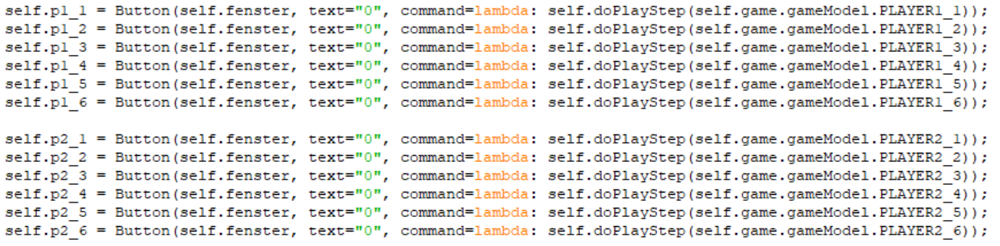 self.p1_1 = Button(self.fenster, text="0", command=lambda: self.doPlayStep(self.game.gameModel.PLAYER1_1));
self.p1_2 = Button(self.fenster, text="0", command=lambda: self.doPlayStep(self.game.gameModel.PLAYER1_2));
self.p1_3 = Button(self.fenster, text="0", command=lambda: self.doPlayStep(self.game.gameModel.PLAYER1_3));
self.p1_4 = Button(self.fenster, text="0", command=lambda: self.doPlayStep(self.game.gameModel.PLAYER1_4));
self.p1_5 = Button(self.fenster, text="0", command=lambda: self.doPlayStep(self.game.gameModel.PLAYER1_5));
self.p1_6 = Button(self.fenster, text="0", command=lambda: self.doPlayStep(self.game.gameModel.PLAYER1_6));
self.p2_1 = Button(self.fenster, text="0", command=lambda: self.doPlayStep(self.game.gameModel.PLAYER2_1));
self.p2_2 = Button(self.fenster, text="0", command=lambda: self.doPlayStep(self.game.gameModel.PLAYER2_2));
self.p2_3 = Button(self.fenster, text="0", command=lambda: self.doPlayStep(self.game.gameModel.PLAYER2_3));
self.p2_4 = Button(self.fenster, text="0", command=lambda: self.doPlayStep(self.game.gameModel.PLAYER2_4));
self.p2_5 = Button(self.fenster, text="0", command=lambda: self.doPlayStep(self.game.gameModel.PLAYER2_5));
self.p2_6 = Button(self.fenster, text="0", command=lambda: self.doPlayStep(self.game.gameModel.PLAYER2_6));